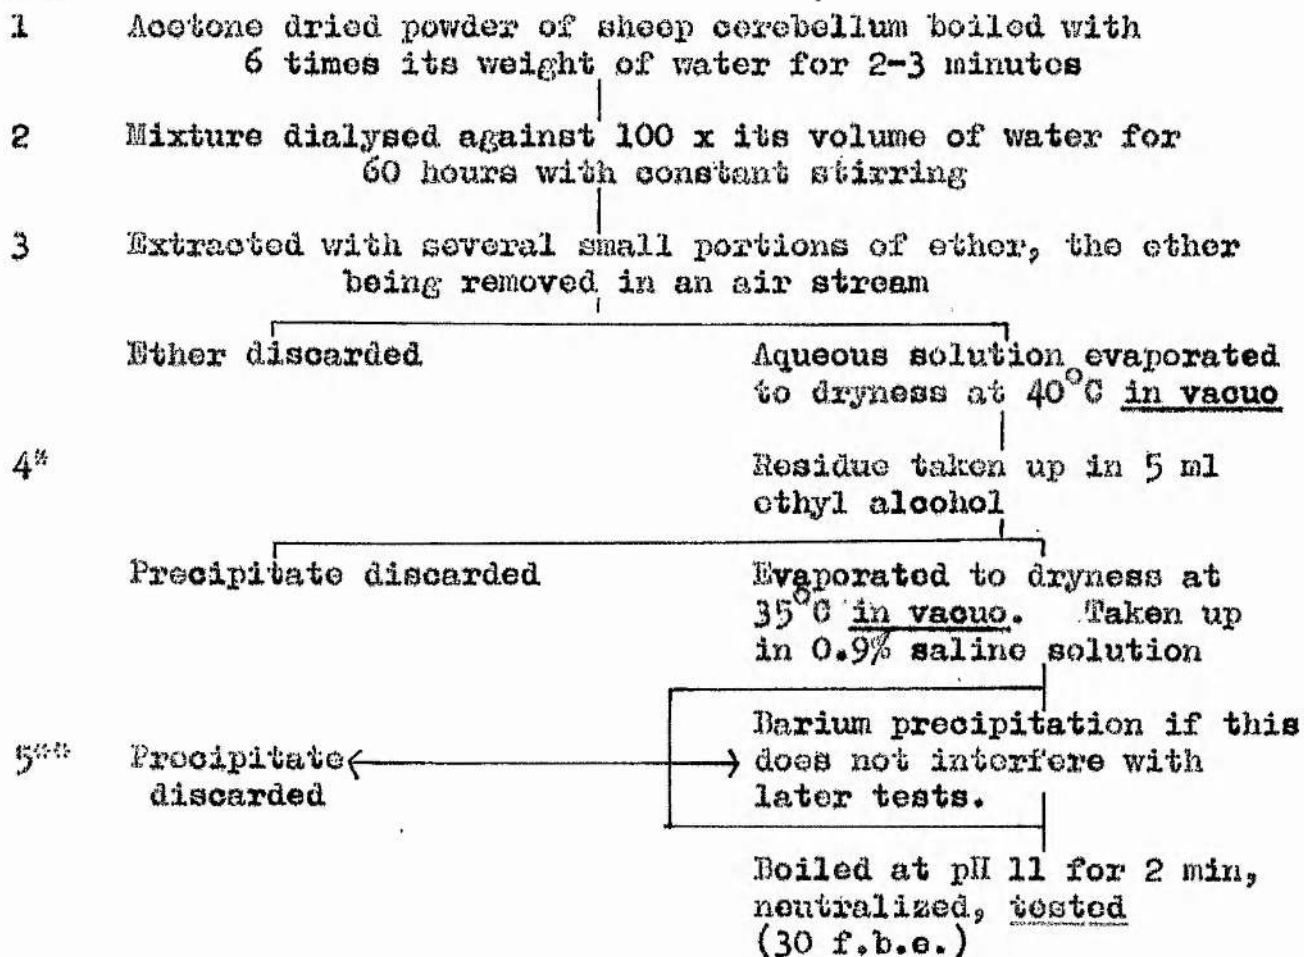 1 Acetone dried powder of sheep cerebellum boiled with
6 times its weight of water for 2-3 minutes
2 Mixture dialysed against 100 x its volume of water for
60 hours with constant stirring
3 Extracted with several small portions of ether, the ether
being removed in an air stream
Ether discarded
Aqueous solution evaporated
to dryness at 40°C in vacuo
4* Residue taken up in 5 ml
ethyl alcohol
Precipitate discarded
Evaporated to dryness at
35°C in vacuo. Taken up
in 0.9% saline solution
5** Precipitate
discarded
Barium precipitation if this
does not interfere with
later tests.
Boiled at pH 11 for 2 min,
neutralized, tested
(30 f.b.e.)